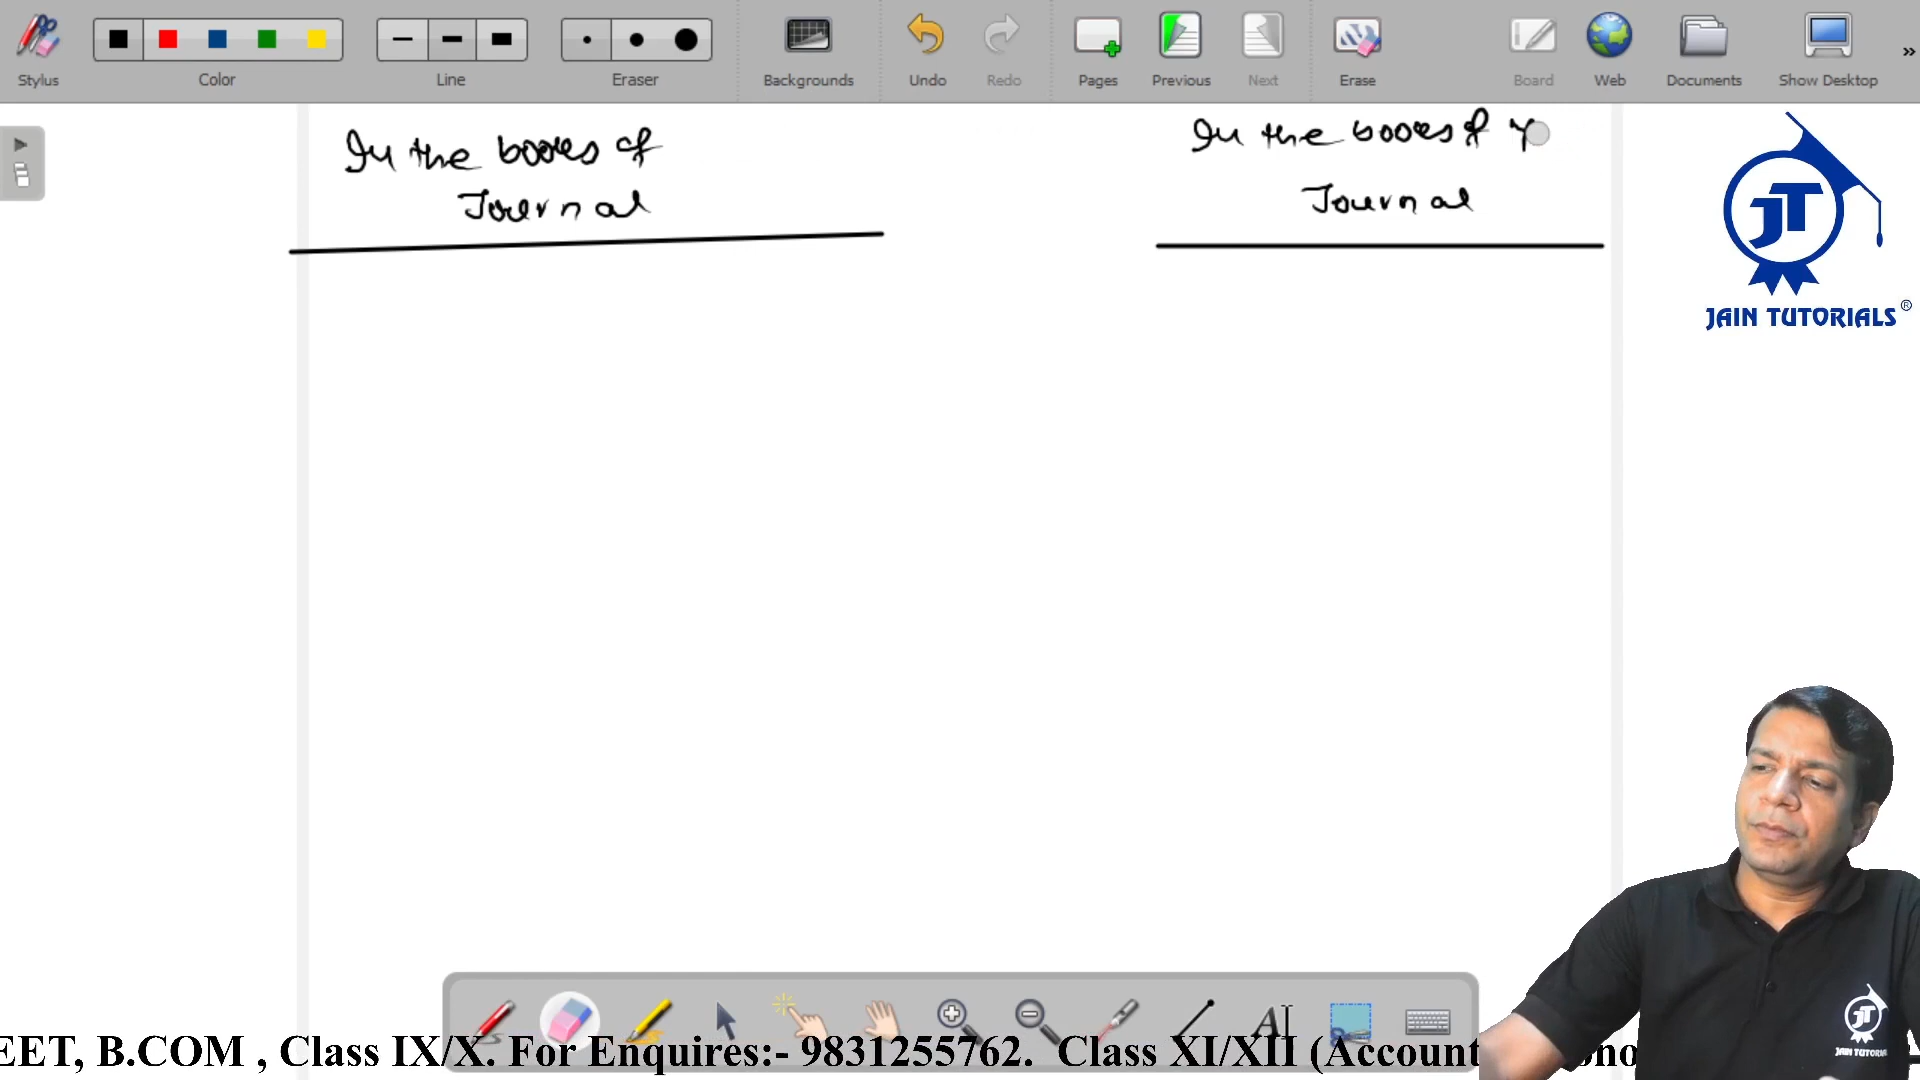 Stylus
Color
Line
Eraser
Backgrounds
Undo
Redo
Pages
Previous
Next
Erase
Board
Web
Documents
Show Desktop
»
In the books of
Journal
In the books of Y
Journal
JT
JAIN TUTORIALS®
JT
EET, B.COM , Class IX/X. For Enquires:- 9831255762. Class XI/XII (Account